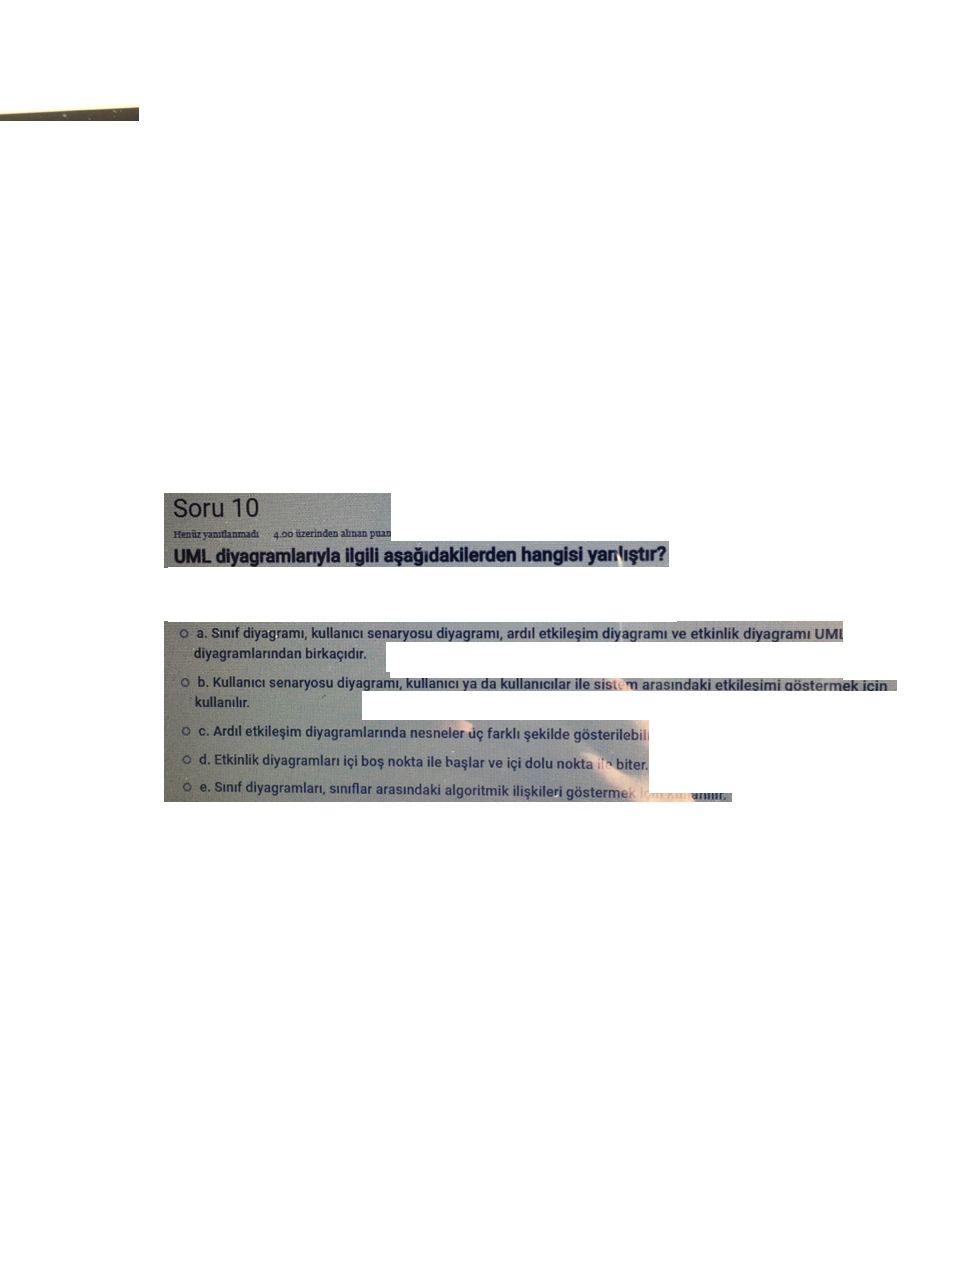 Soru 10
Henüz yanıtlanmadı 4.00 üzerinden alınan puan
UML diyagramlarıyla ilgili aşağıdakilerden hangisi yanlıştır?
a. Sınıf diyagramı, kullanıcı senaryosu diyagramı, ardıl etkileşim diyagramı ve etkinlik diyagramı UML
diyagramlarından birkaçıdır.
b. Kullanıcı senaryosu diyagramı, kullanıcı ya da kullanıcılar ile sistem arasındaki etkileşimi göstermek için
kullanılır.
c. Ardıl etkileşim diyagramlarında nesneler üç farklı şekilde
d. Etkinlik diyagramları içi boş nokta ile başlar ve içi dolu nokta ile biter.
e. Sınıf diyagramları, sınıflar arasındaki algoritmik ilişkileri göstermek